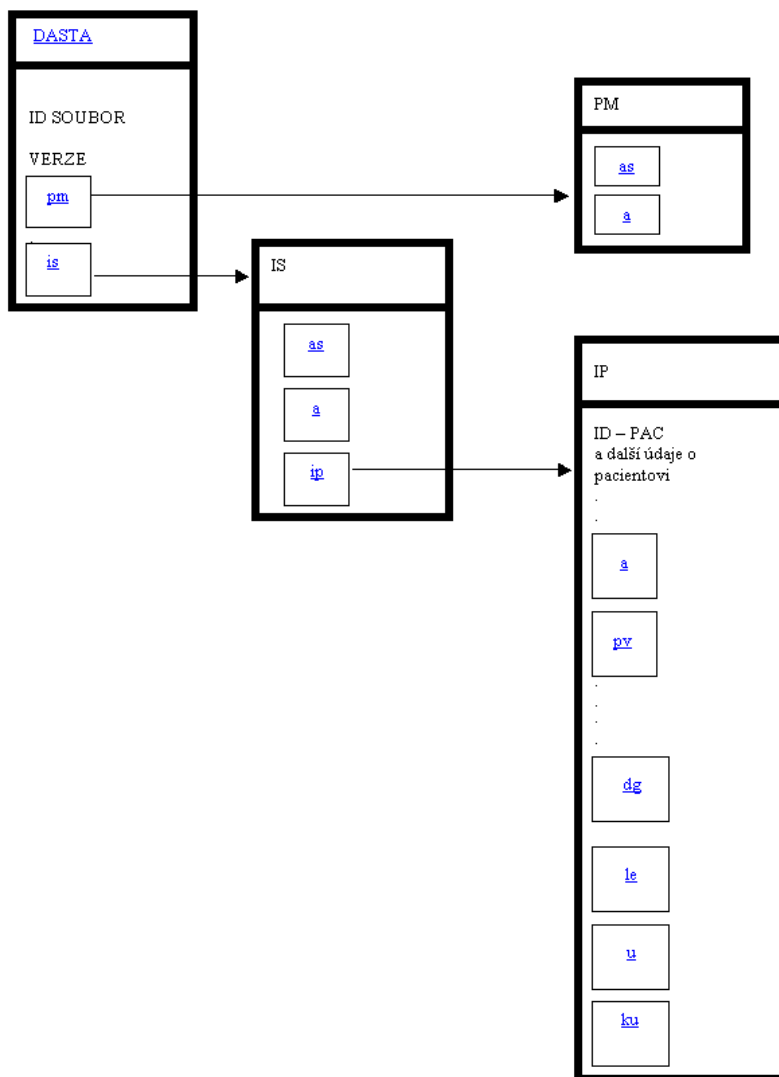 DASTA
ID SOUBOR
VERZE
pm
is
PM
as
a
IS
as
a
ip
IP
ID – PAC
a další údaje o
pacientovi
.
.
a
pv
.
.
.
.
dg
le
u
ku